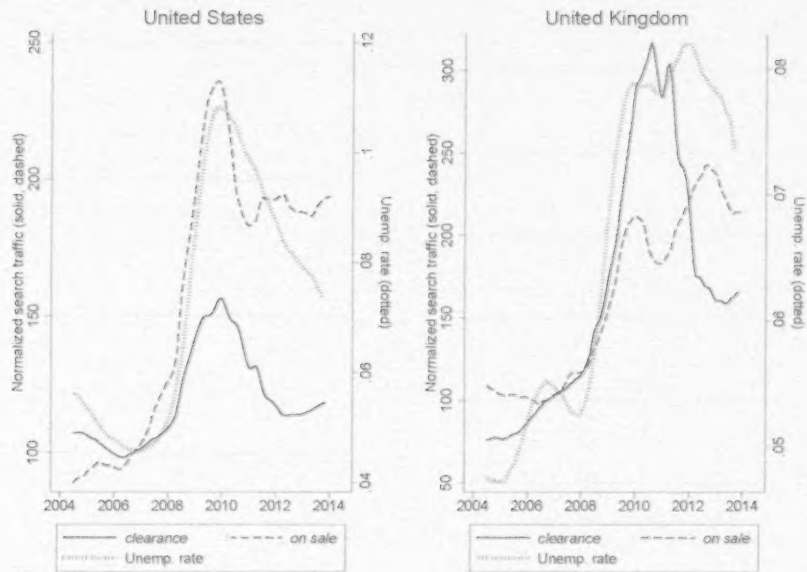 United States
United Kingdom
Normalized search traffic (solid, dashed)
250
200
150
100
.12
.1
.08
.06
.04
Unemp. rate (dotted)
2004 2006 2008 2010 2012 2014
clearance on sale
Unemp. rate
Normalized search traffic (solid, dashed)
300
250
200
150
100
50
.08
.07
.06
.05
Unemp. rate (dotted)
2004 2006 2008 2010 2012 2014
clearance on sale
Unemp. rate